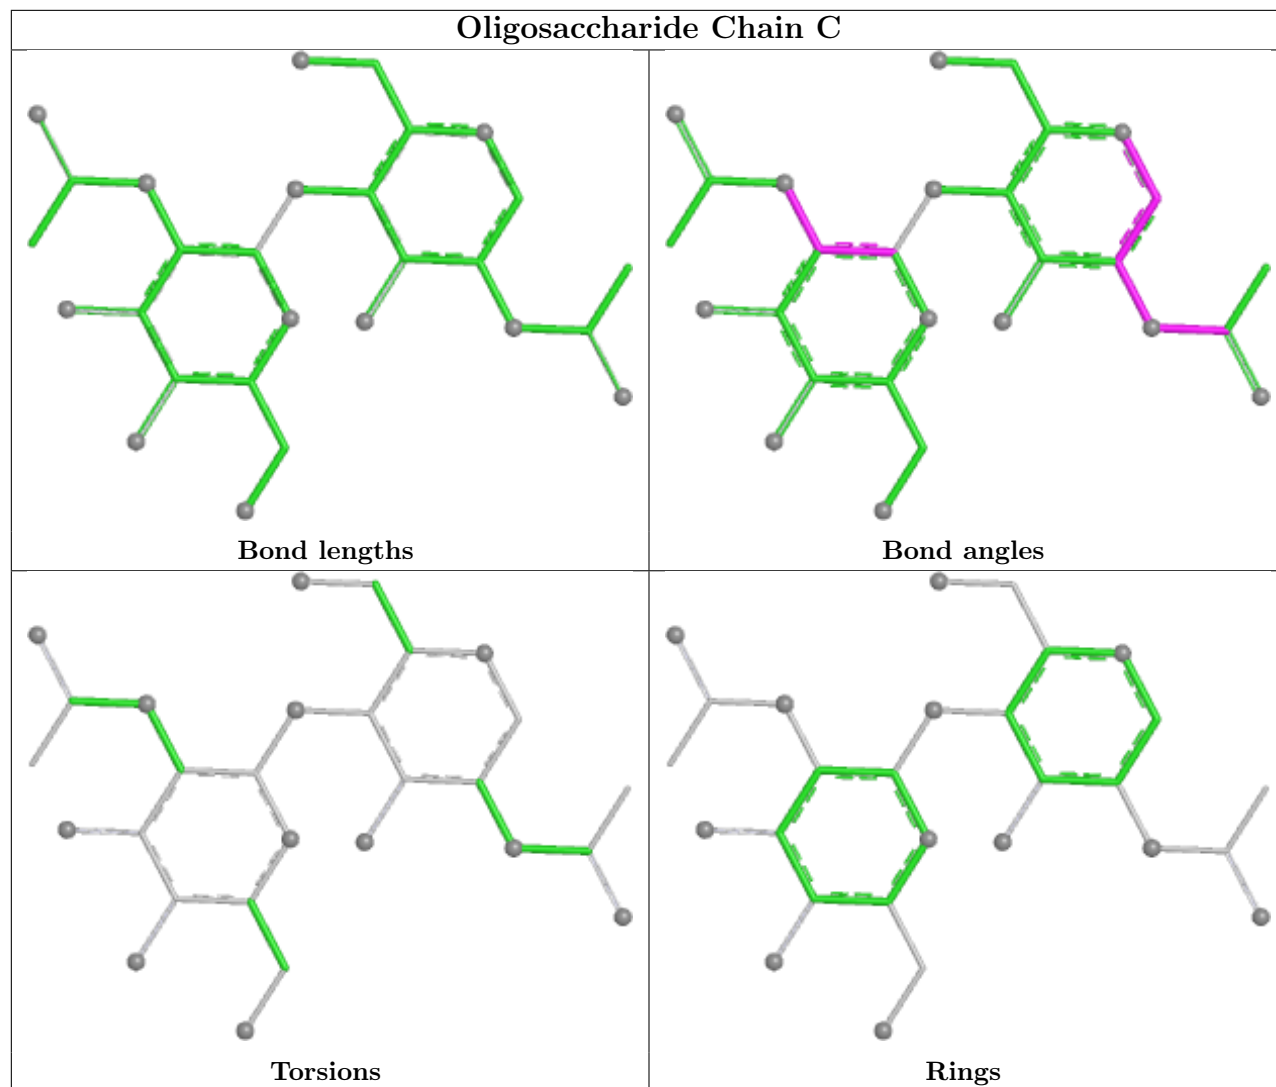 Oligosaccharide Chain C
Bond lengths
Bond angles
Torsions
Rings